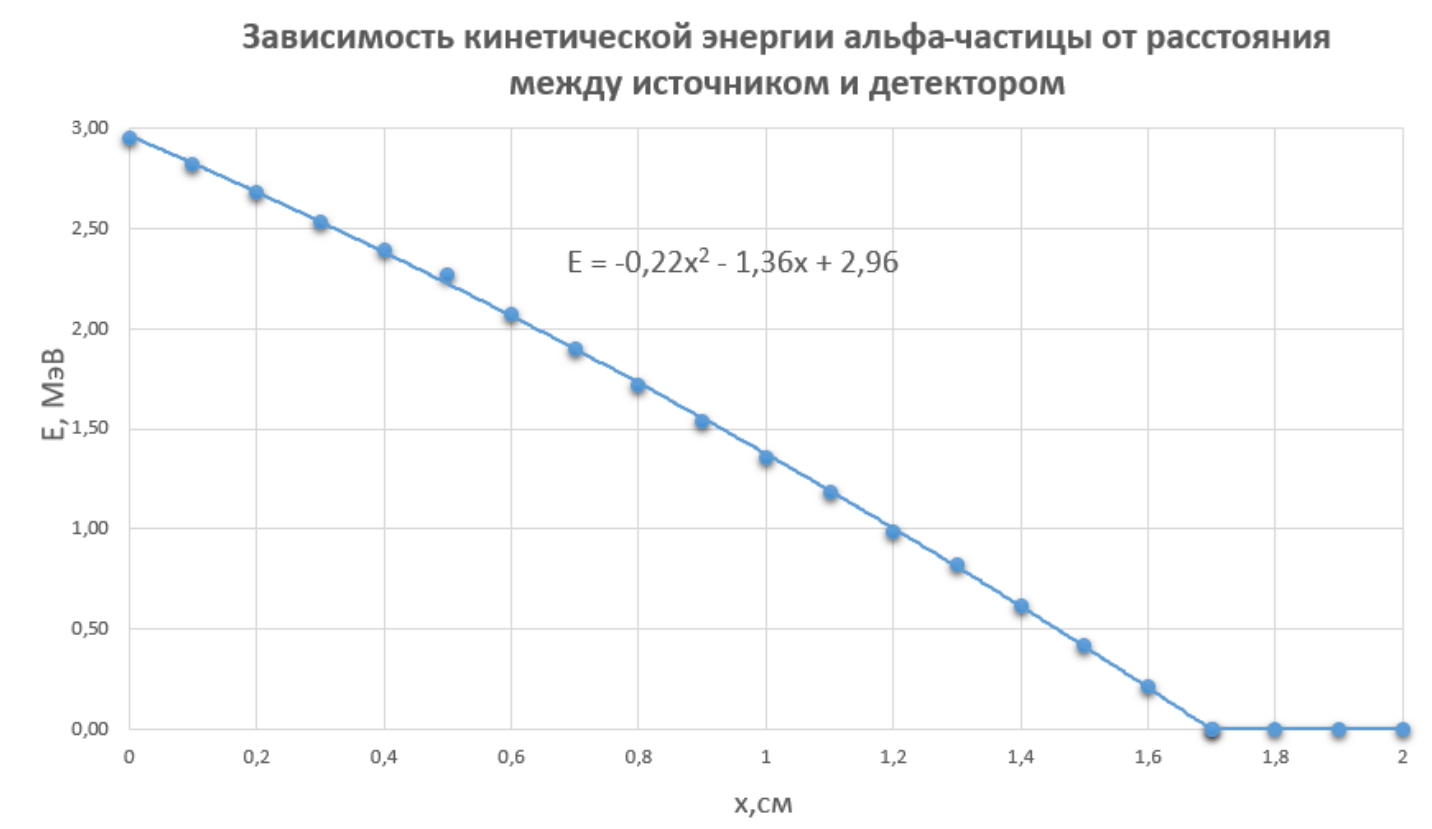 Зависимость кинетической энергии альфа-частицы от расстояния
между источником и детектором
3,00
2,50
2,00
1,50
1,00
0,50
0,00
E, МэВ
E = -0,22x² - 1,36x + 2,96
0 0,2 0,4 0,6 0,8 1 1,2 1,4 1,6 1,8 2
x,см